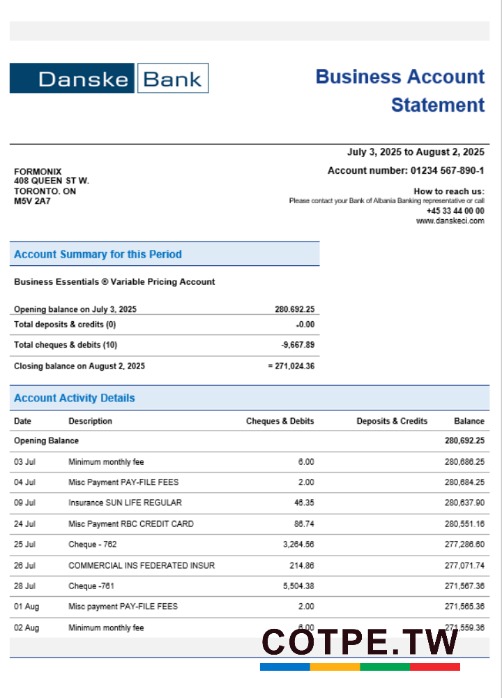 Danske Bank
Business Account
Statement
July 3, 2025 to August 2, 2025
Account number: 01234 567-890-1
FORMONIX
408 QUEEN ST W.
TORONTO. ON
M5V 2A7
How to reach us:
Please contact your Bank of Albania Banking representative or call
+45 33 44 00 00
www.danskeci.com
Account Summary for this Period
Business Essentials ® Variable Pricing Account
Opening balance on July 3, 2025 280.692.25
Total deposits & credits (0) -0.00
Total cheques & debits (10) -9,667.89
Closing balance on August 2, 2025 = 271,024.36
Account Activity Details
Date Description Cheques & Debits Deposits & Credits Balance
Opening Balance 280,692.25
03 Jul Minimum monthly fee 6.00 280,686.25
04 Jul Misc Payment PAY-FILE FEES 2.00 280,684.25
09 Jul Insurance SUN LIFE REGULAR 46.35 280,637.90
24 Jul Misc Payment RBC CREDIT CARD 86.74 280,551.16
25 Jul Cheque - 762 3,264.56 277,286.60
26 Jul COMMERCIAL INS FEDERATED INSUR 214.86 277,071.74
28 Jul Cheque -761 5,504.38 271,567.36
01 Aug Misc payment PAY-FILE FEES 2.00 271,565.36
02 Aug Minimum monthly fee 6.00 271,559.36
COTPE.TW